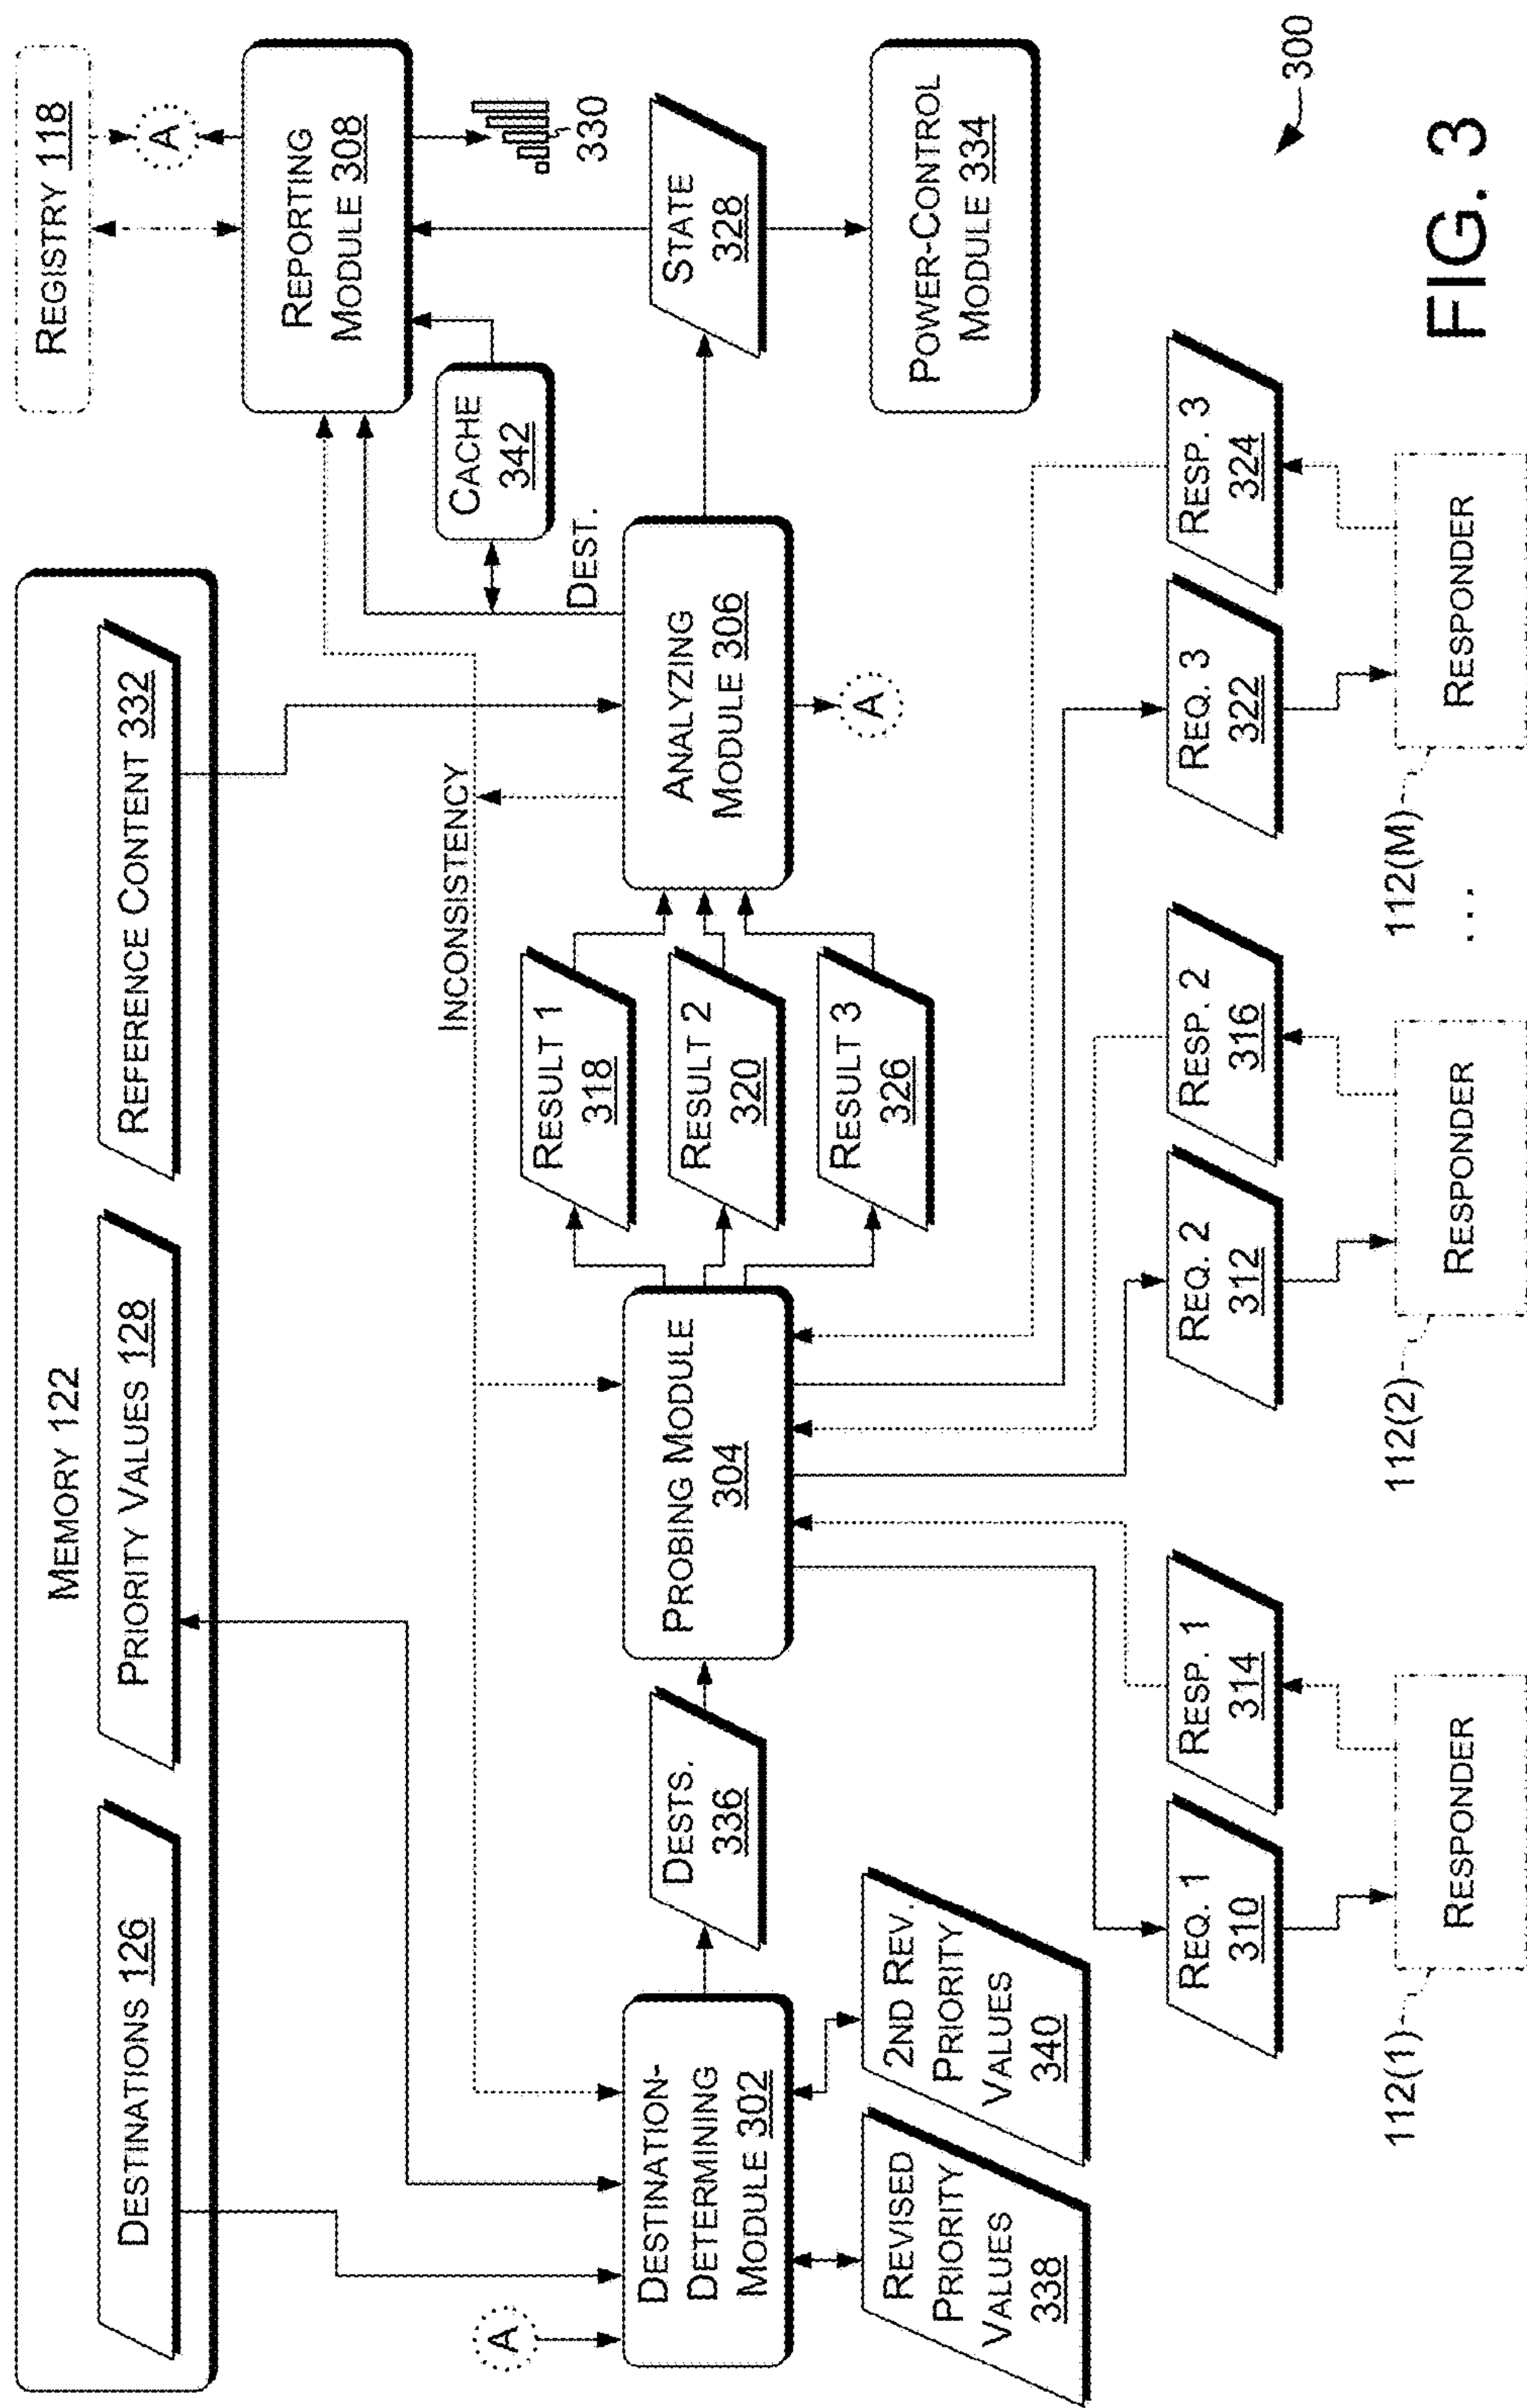 MEMORY 122
DESTINATIONS 126
PRIORITY VALUES 128
REFERENCE CONTENT 332
REGISTRY 118
A
A
INCONSISTENCY
REPORTING
MODULE 308
330
CACHE
342
DEST.
DESTINATION-
DETERMINING
MODULE 302
DESTS.
336
PROBING MODULE
304
RESULT 1
318
RESULT 2
320
RESULT 3
326
ANALYZING
MODULE 306
STATE
328
A
REVISED
PRIORITY
VALUES
338
2ND REV.
PRIORITY
VALUES
340
POWER-CONTROL
MODULE 334
REQ. 1
310
RESP. 1
314
REQ. 2
312
RESP. 2
316
REQ. 3
322
RESP. 3
324
112(1)
RESPONDER
112(2)
RESPONDER
. . .
112(M)
RESPONDER
300
FIG. 3